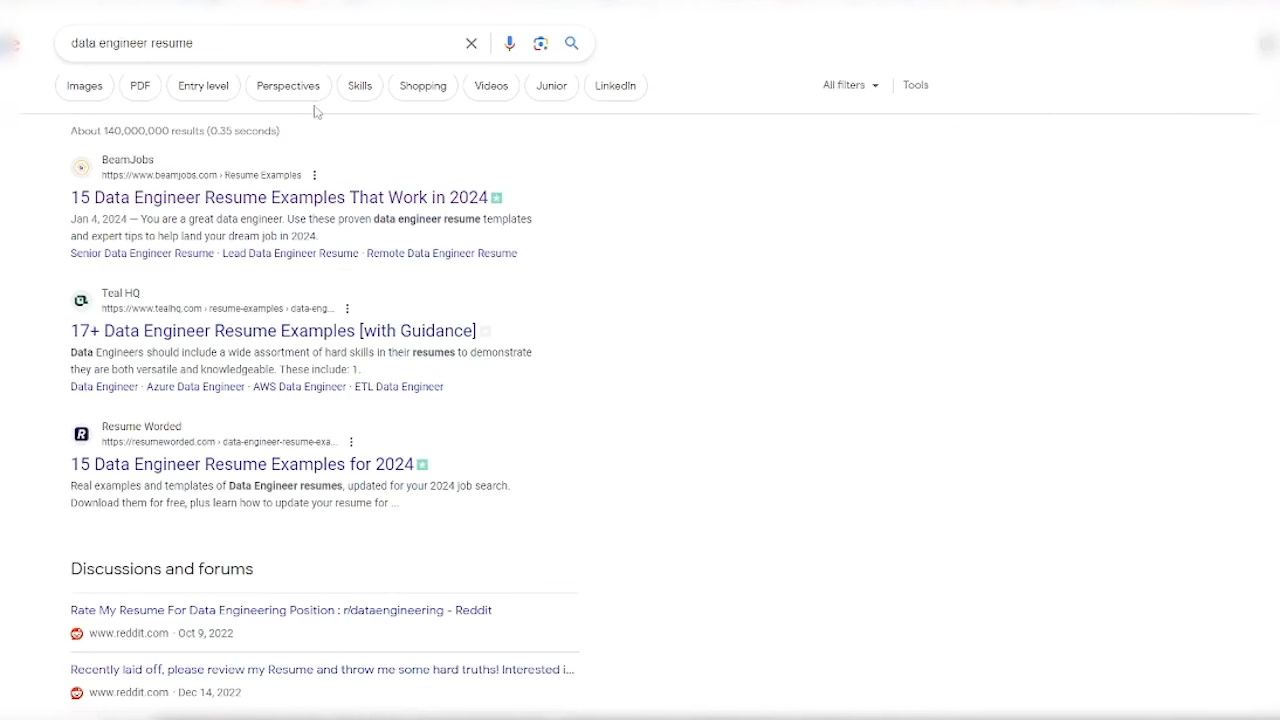 data engineer resume
Images PDF Entry level Perspectives Skills Shopping Videos Junior LinkedIn All filters Tools
About 140,000,000 results (0.35 seconds)
BeamJobs
https://www.beamjobs.com › Resume Examples
15 Data Engineer Resume Examples That Work in 2024
Jan 4, 2024 — You are a great data engineer. Use these proven data engineer resume templates
and expert tips to help land your dream job in 2024.
Senior Data Engineer Resume · Lead Data Engineer Resume · Remote Data Engineer Resume
Teal HQ
https://www.tealhq.com › resume-examples › data-eng...
17+ Data Engineer Resume Examples [with Guidance]
Data Engineers should include a wide assortment of hard skills in their resumes to demonstrate
they are both versatile and knowledgeable. These include: 1.
Data Engineer · Azure Data Engineer · AWS Data Engineer · ETL Data Engineer
R
Resume Worded
https://resumeworded.com › data-engineer-resume-exa...
15 Data Engineer Resume Examples for 2024
Real examples and templates of Data Engineer resumes, updated for your 2024 job search.
Download them for free, plus learn how to update your resume for ...
Discussions and forums
Rate My Resume For Data Engineering Position : r/dataengineering - Reddit
www.reddit.com · Oct 9, 2022
Recently laid off, please review my Resume and throw me some hard truths! Interested i...
www.reddit.com · Dec 14, 2022